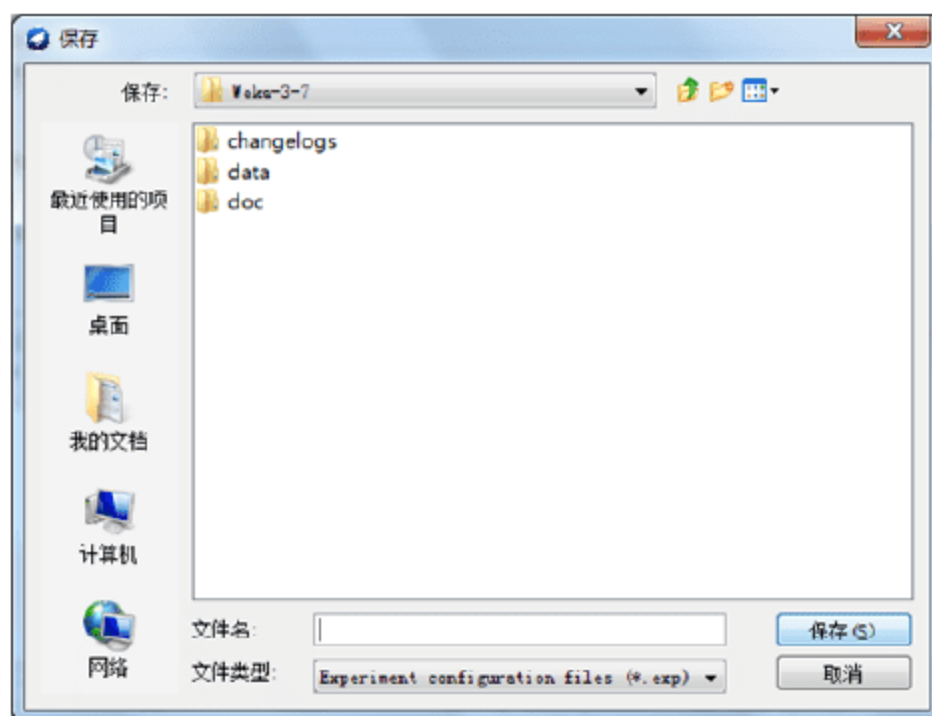 保存
保存:
Weka-3-7
changelogs
data
doc
最近使用的项
目
桌面
我的文档
计算机
网络
文件名:
保存(S)
文件类型:
Experiment configuration files (*.exp)
取消